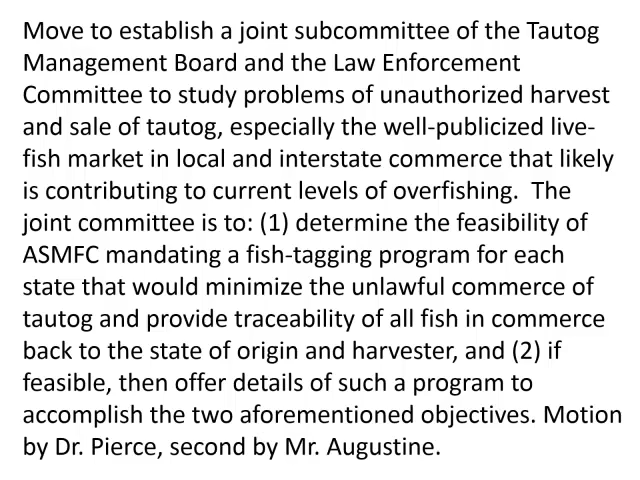 Move to establish a joint subcommittee of the Tautog
Management Board and the Law Enforcement
Committee to study problems of unauthorized harvest
and sale of tautog, especially the well-publicized live-
fish market in local and interstate commerce that likely
is contributing to current levels of overfishing.  The
joint committee is to: (1) determine the feasibility of
ASMFC mandating a fish-tagging program for each
state that would minimize the unlawful commerce of
tautog and provide traceability of all fish in commerce
back to the state of origin and harvester, and (2) if
feasible, then offer details of such a program to
accomplish the two aforementioned objectives. Motion
by Dr. Pierce, second by Mr. Augustine.